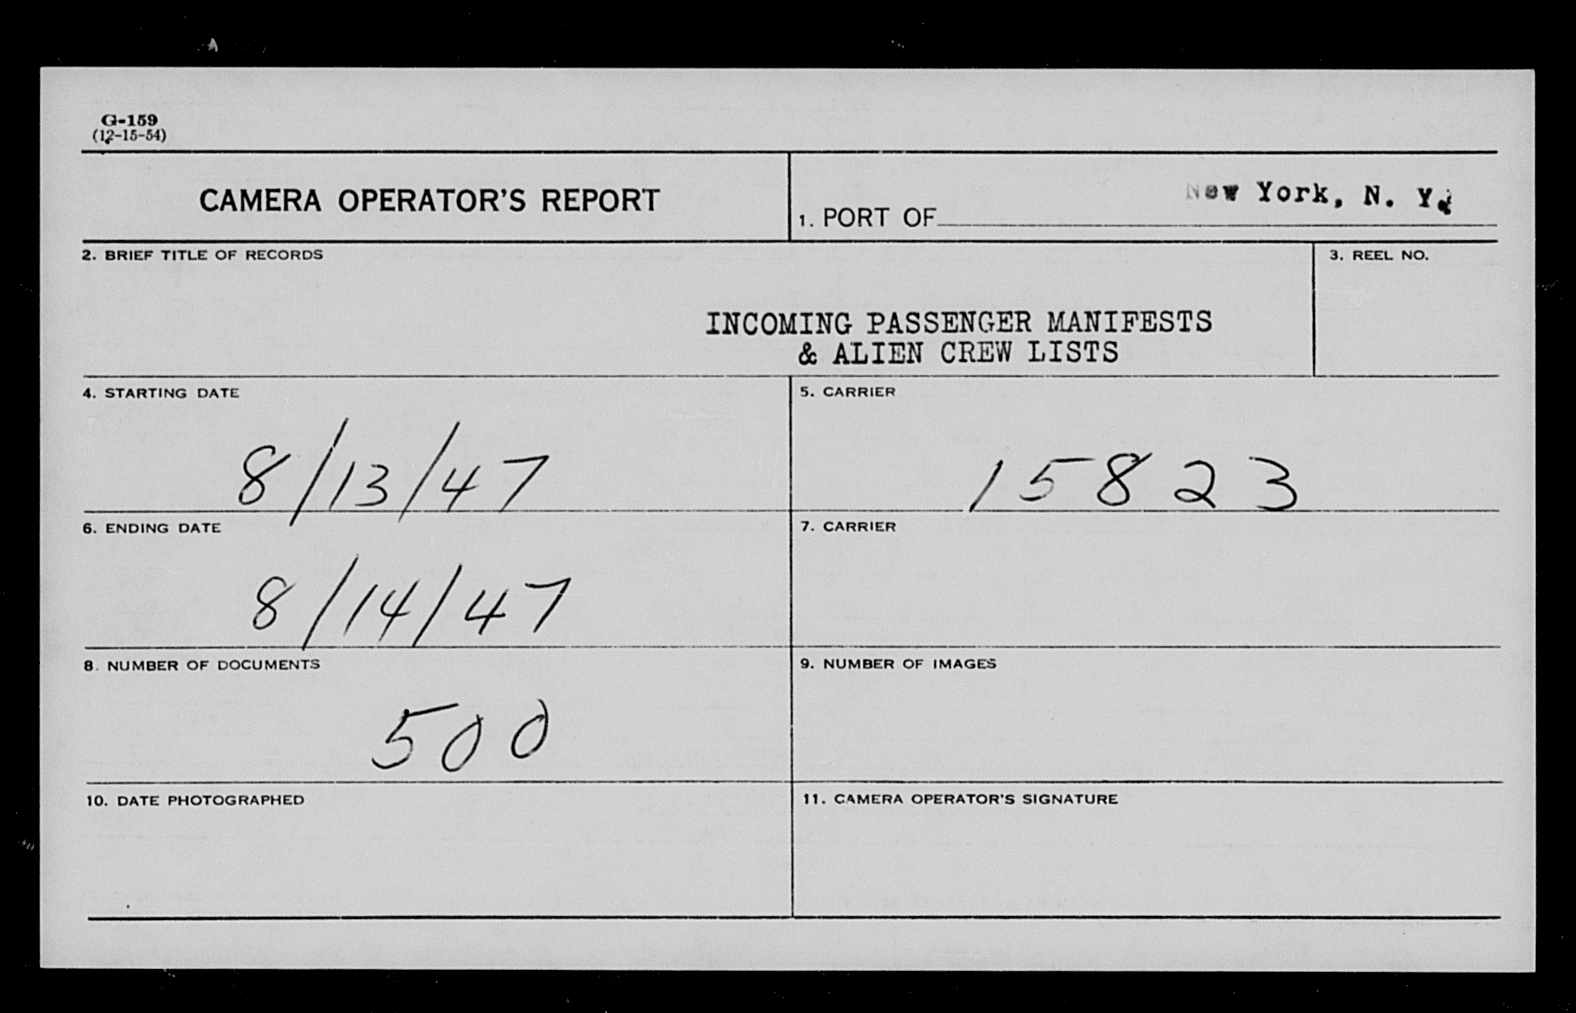 G-159
(12-15-54)
CAMERA OPERATOR'S REPORT
1. PORT OF New York, N. Y.
2. BRIEF TITLE OF RECORDS
3. REEL NO.
INCOMING PASSENGER MANIFESTS
& ALIEN CREW LISTS
4. STARTING DATE
5. CARRIER
8/13/47
15823
6. ENDING DATE
7. CARRIER
8/14/47
8. NUMBER OF DOCUMENTS
9. NUMBER OF IMAGES
500
10. DATE PHOTOGRAPHED
11. CAMERA OPERATOR'S SIGNATURE